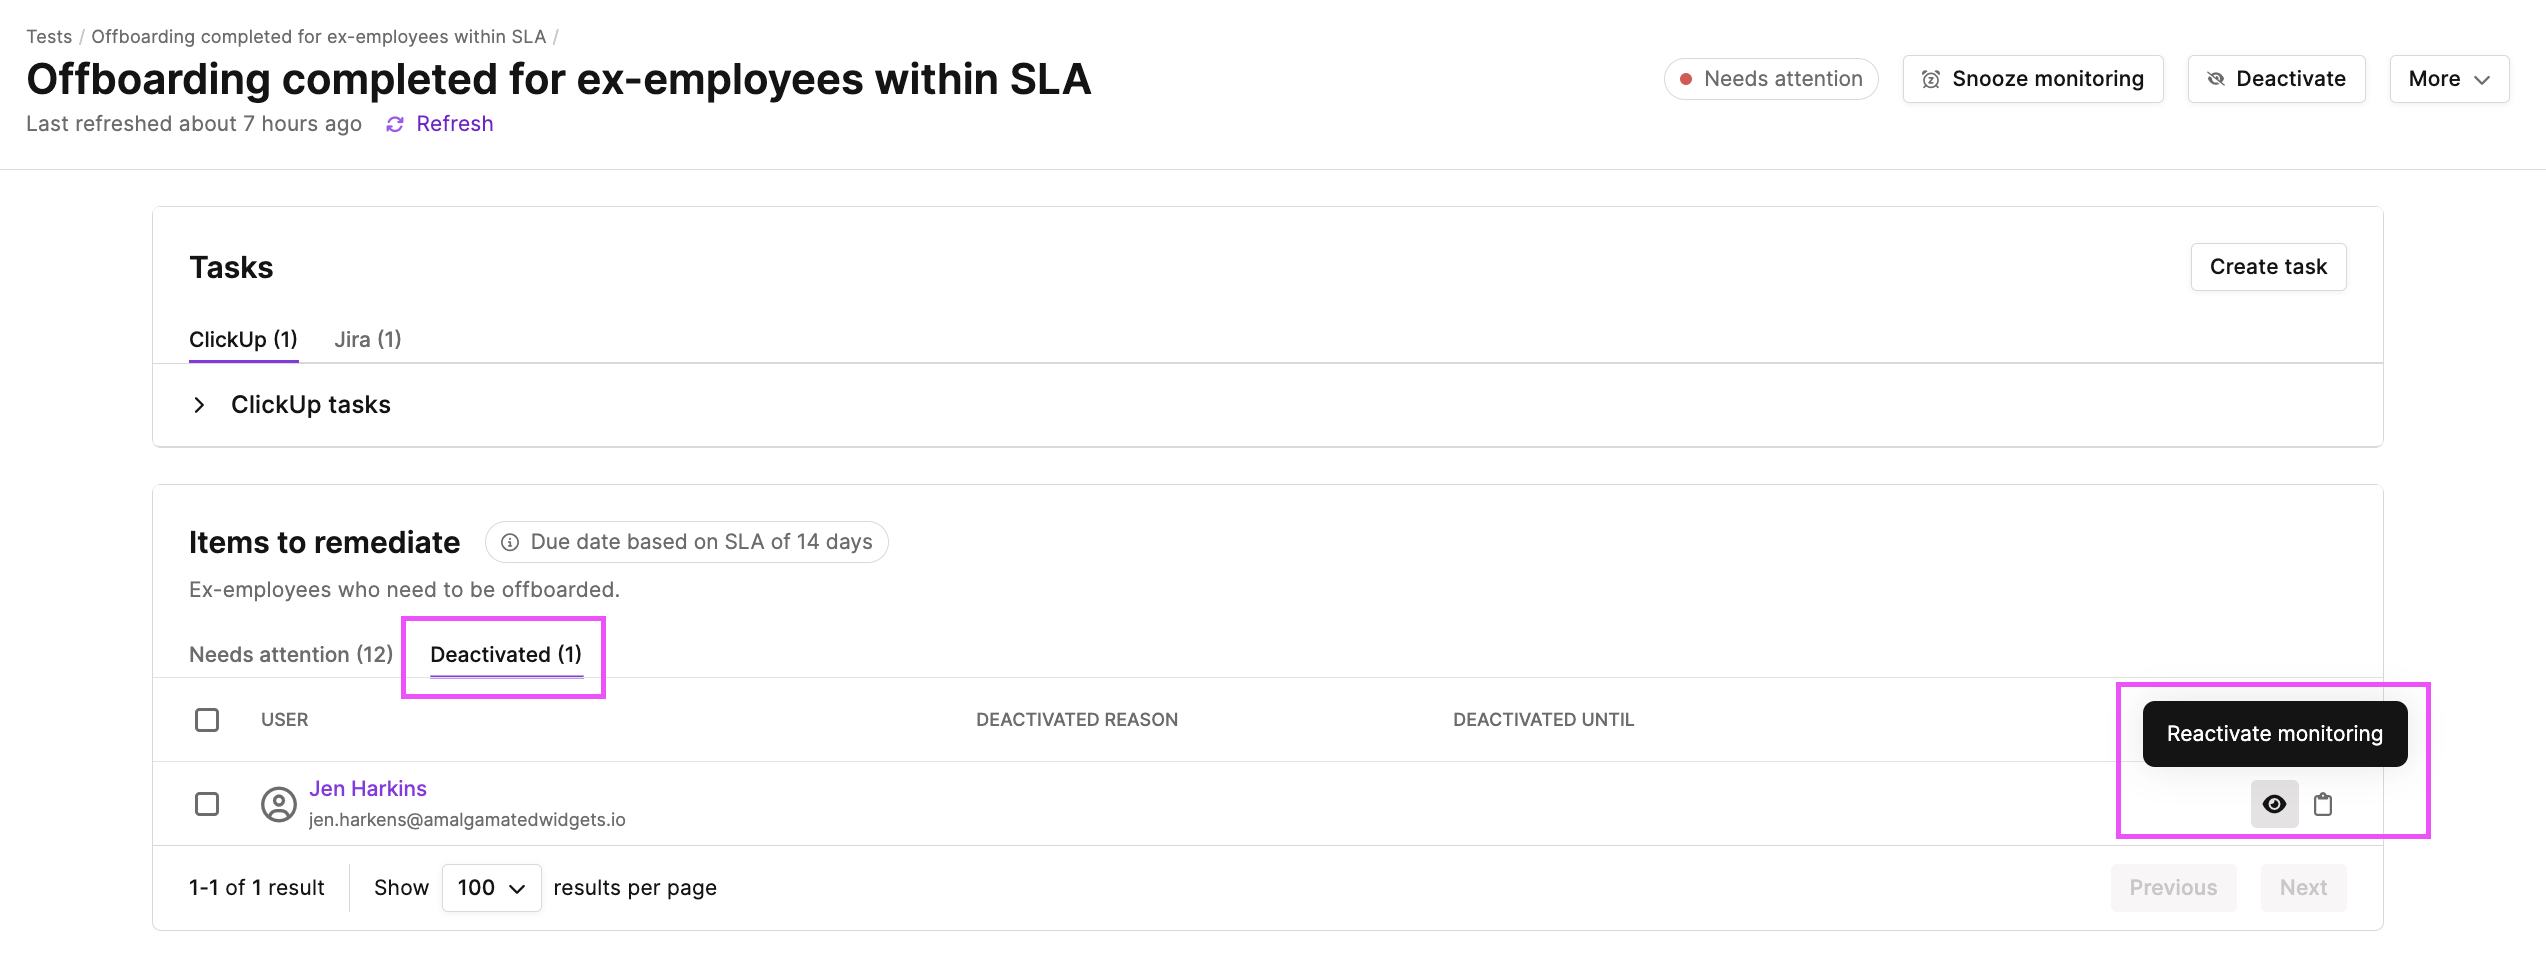 Tests / Offboarding completed for ex-employees within SLA /
Offboarding completed for ex-employees within SLA
Last refreshed about 7 hours ago Refresh
Needs attention Snooze monitoring Deactivate More
Tasks
Create task
ClickUp (1) Jira (1)
ClickUp tasks
Items to remediate Due date based on SLA of 14 days
Ex-employees who need to be offboarded.
Needs attention (12) Deactivated (1)
USER DEACTIVATED REASON DEACTIVATED UNTIL
Reactivate monitoring
Jen Harkins
jen.harkens@amalgamatedwidgets.io
1-1 of 1 result Show 100 results per page
Previous Next